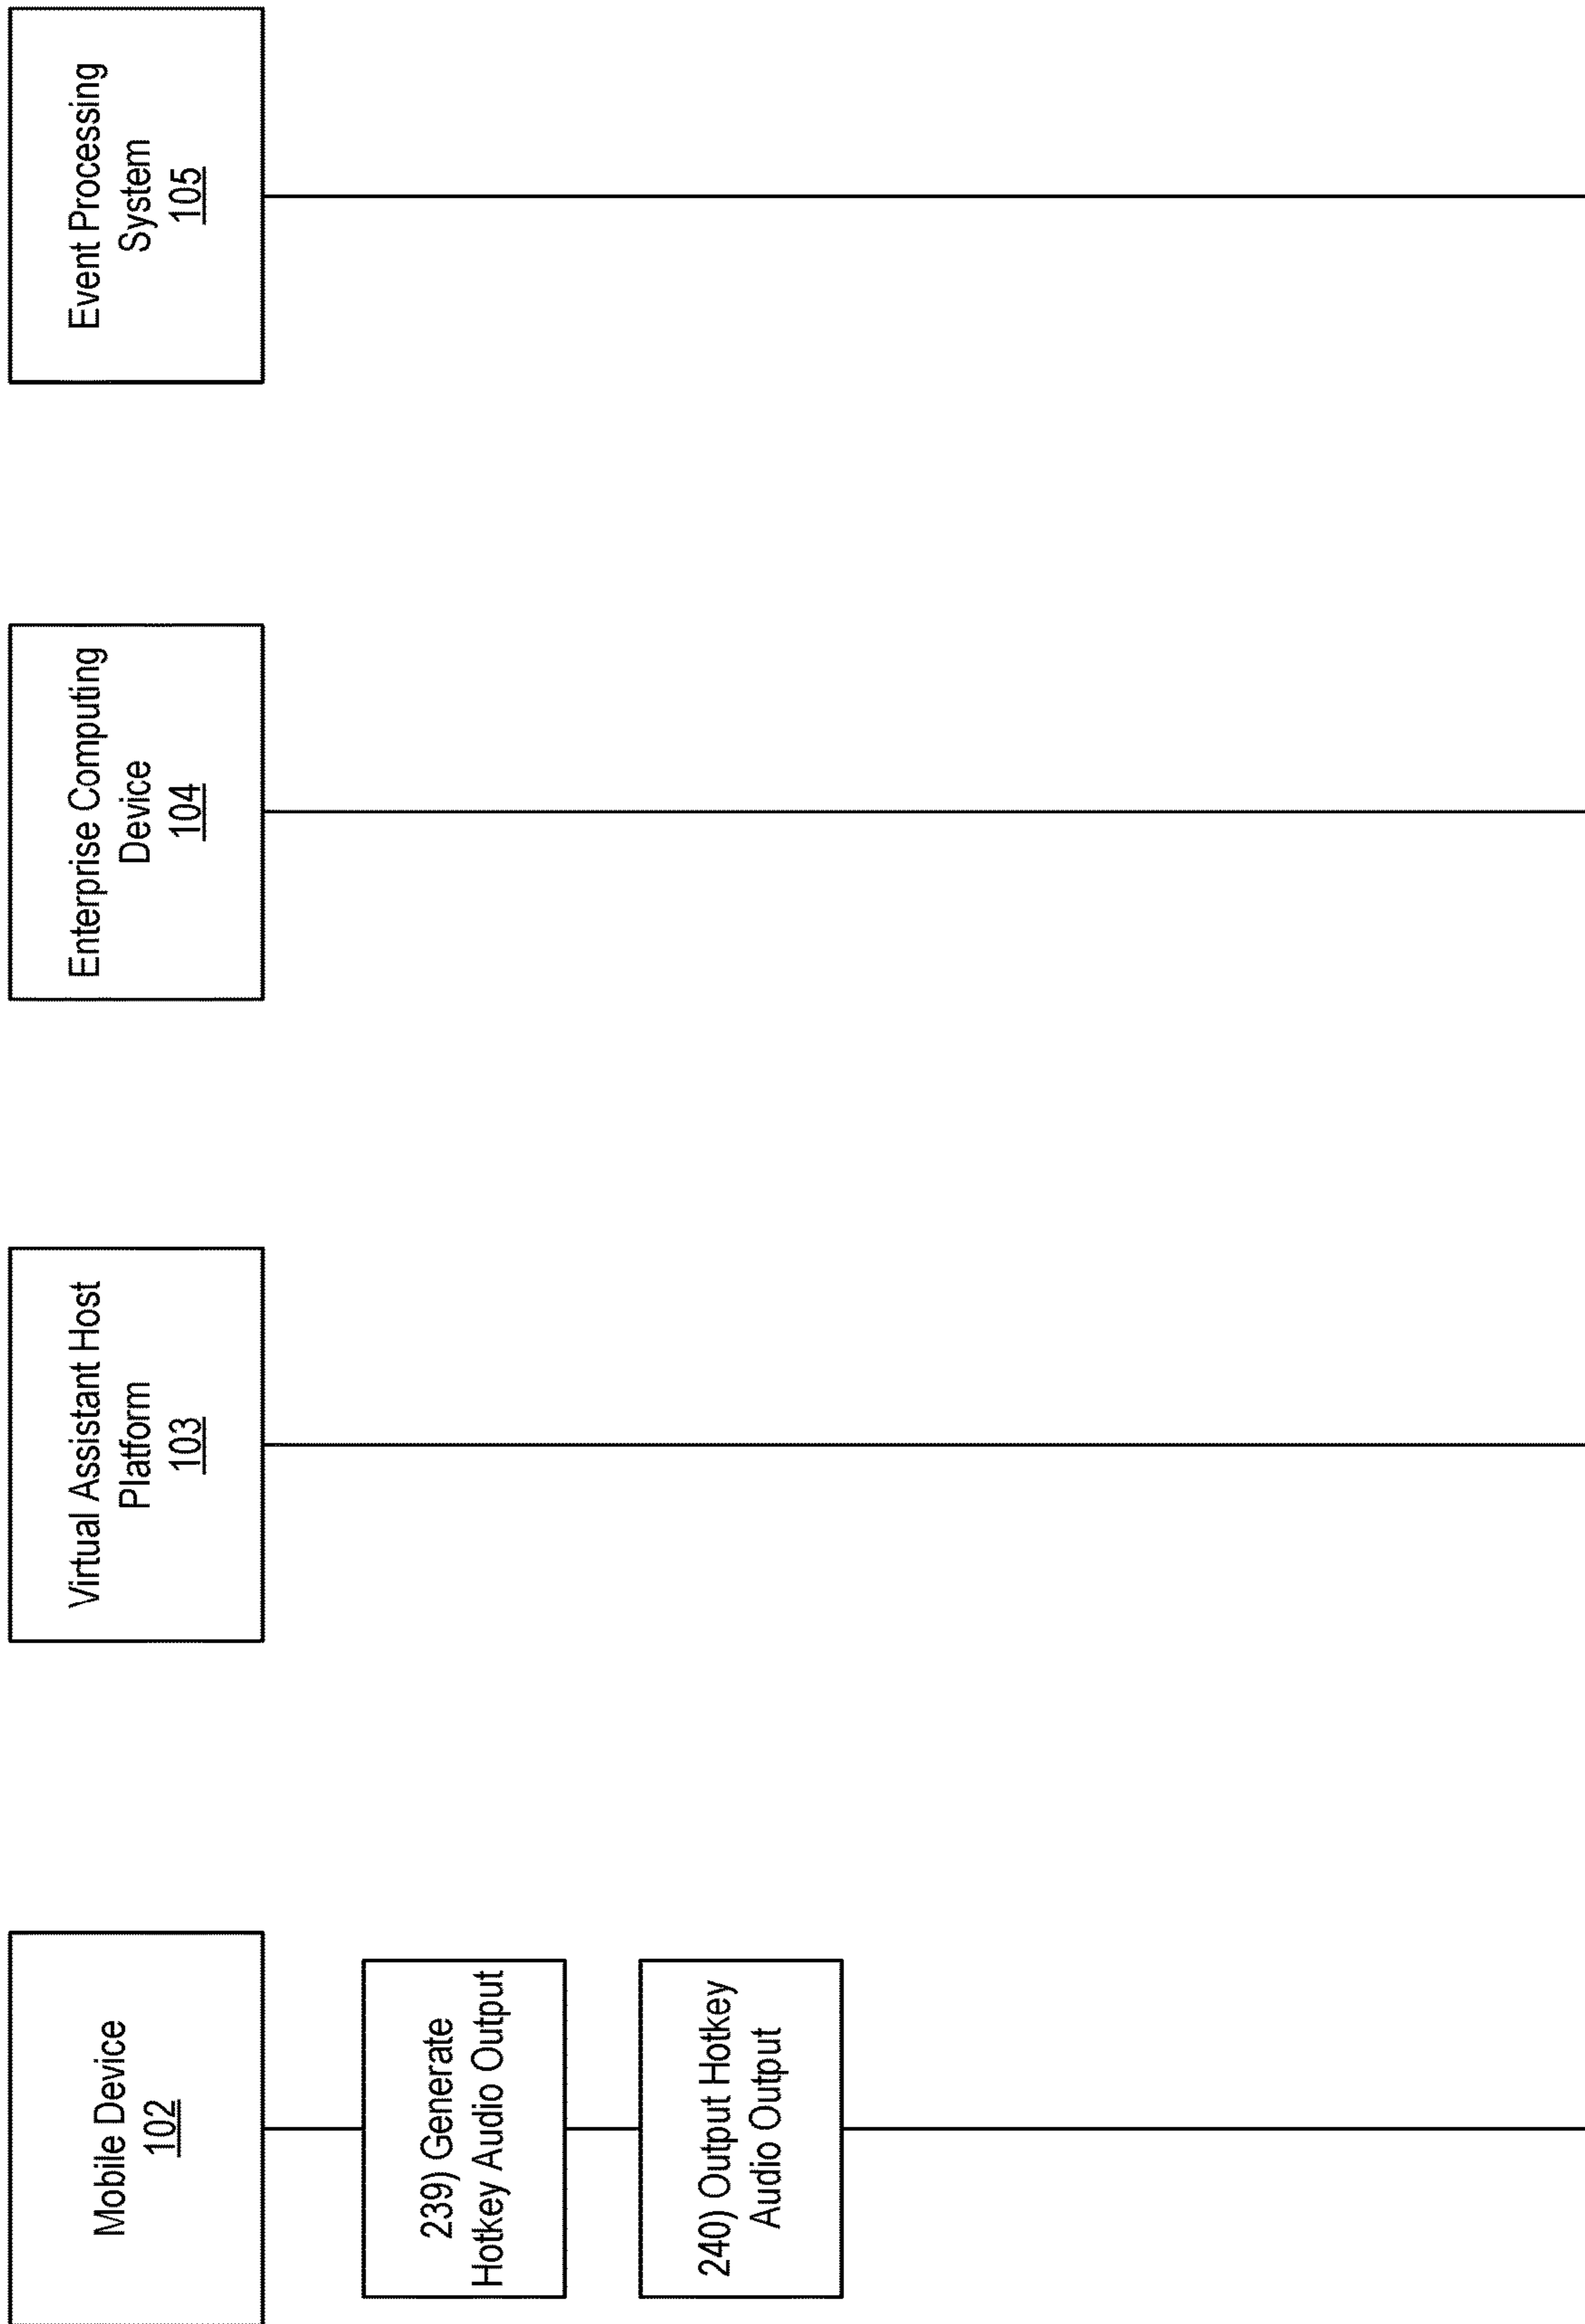 Mobile Device
102
Virtual Assistant Host
Platform
103
Enterprise Computing
Device
104
Event Processing
System
105
239) Generate
Hotkey Audio Output
240) Output Hotkey
Audio Output